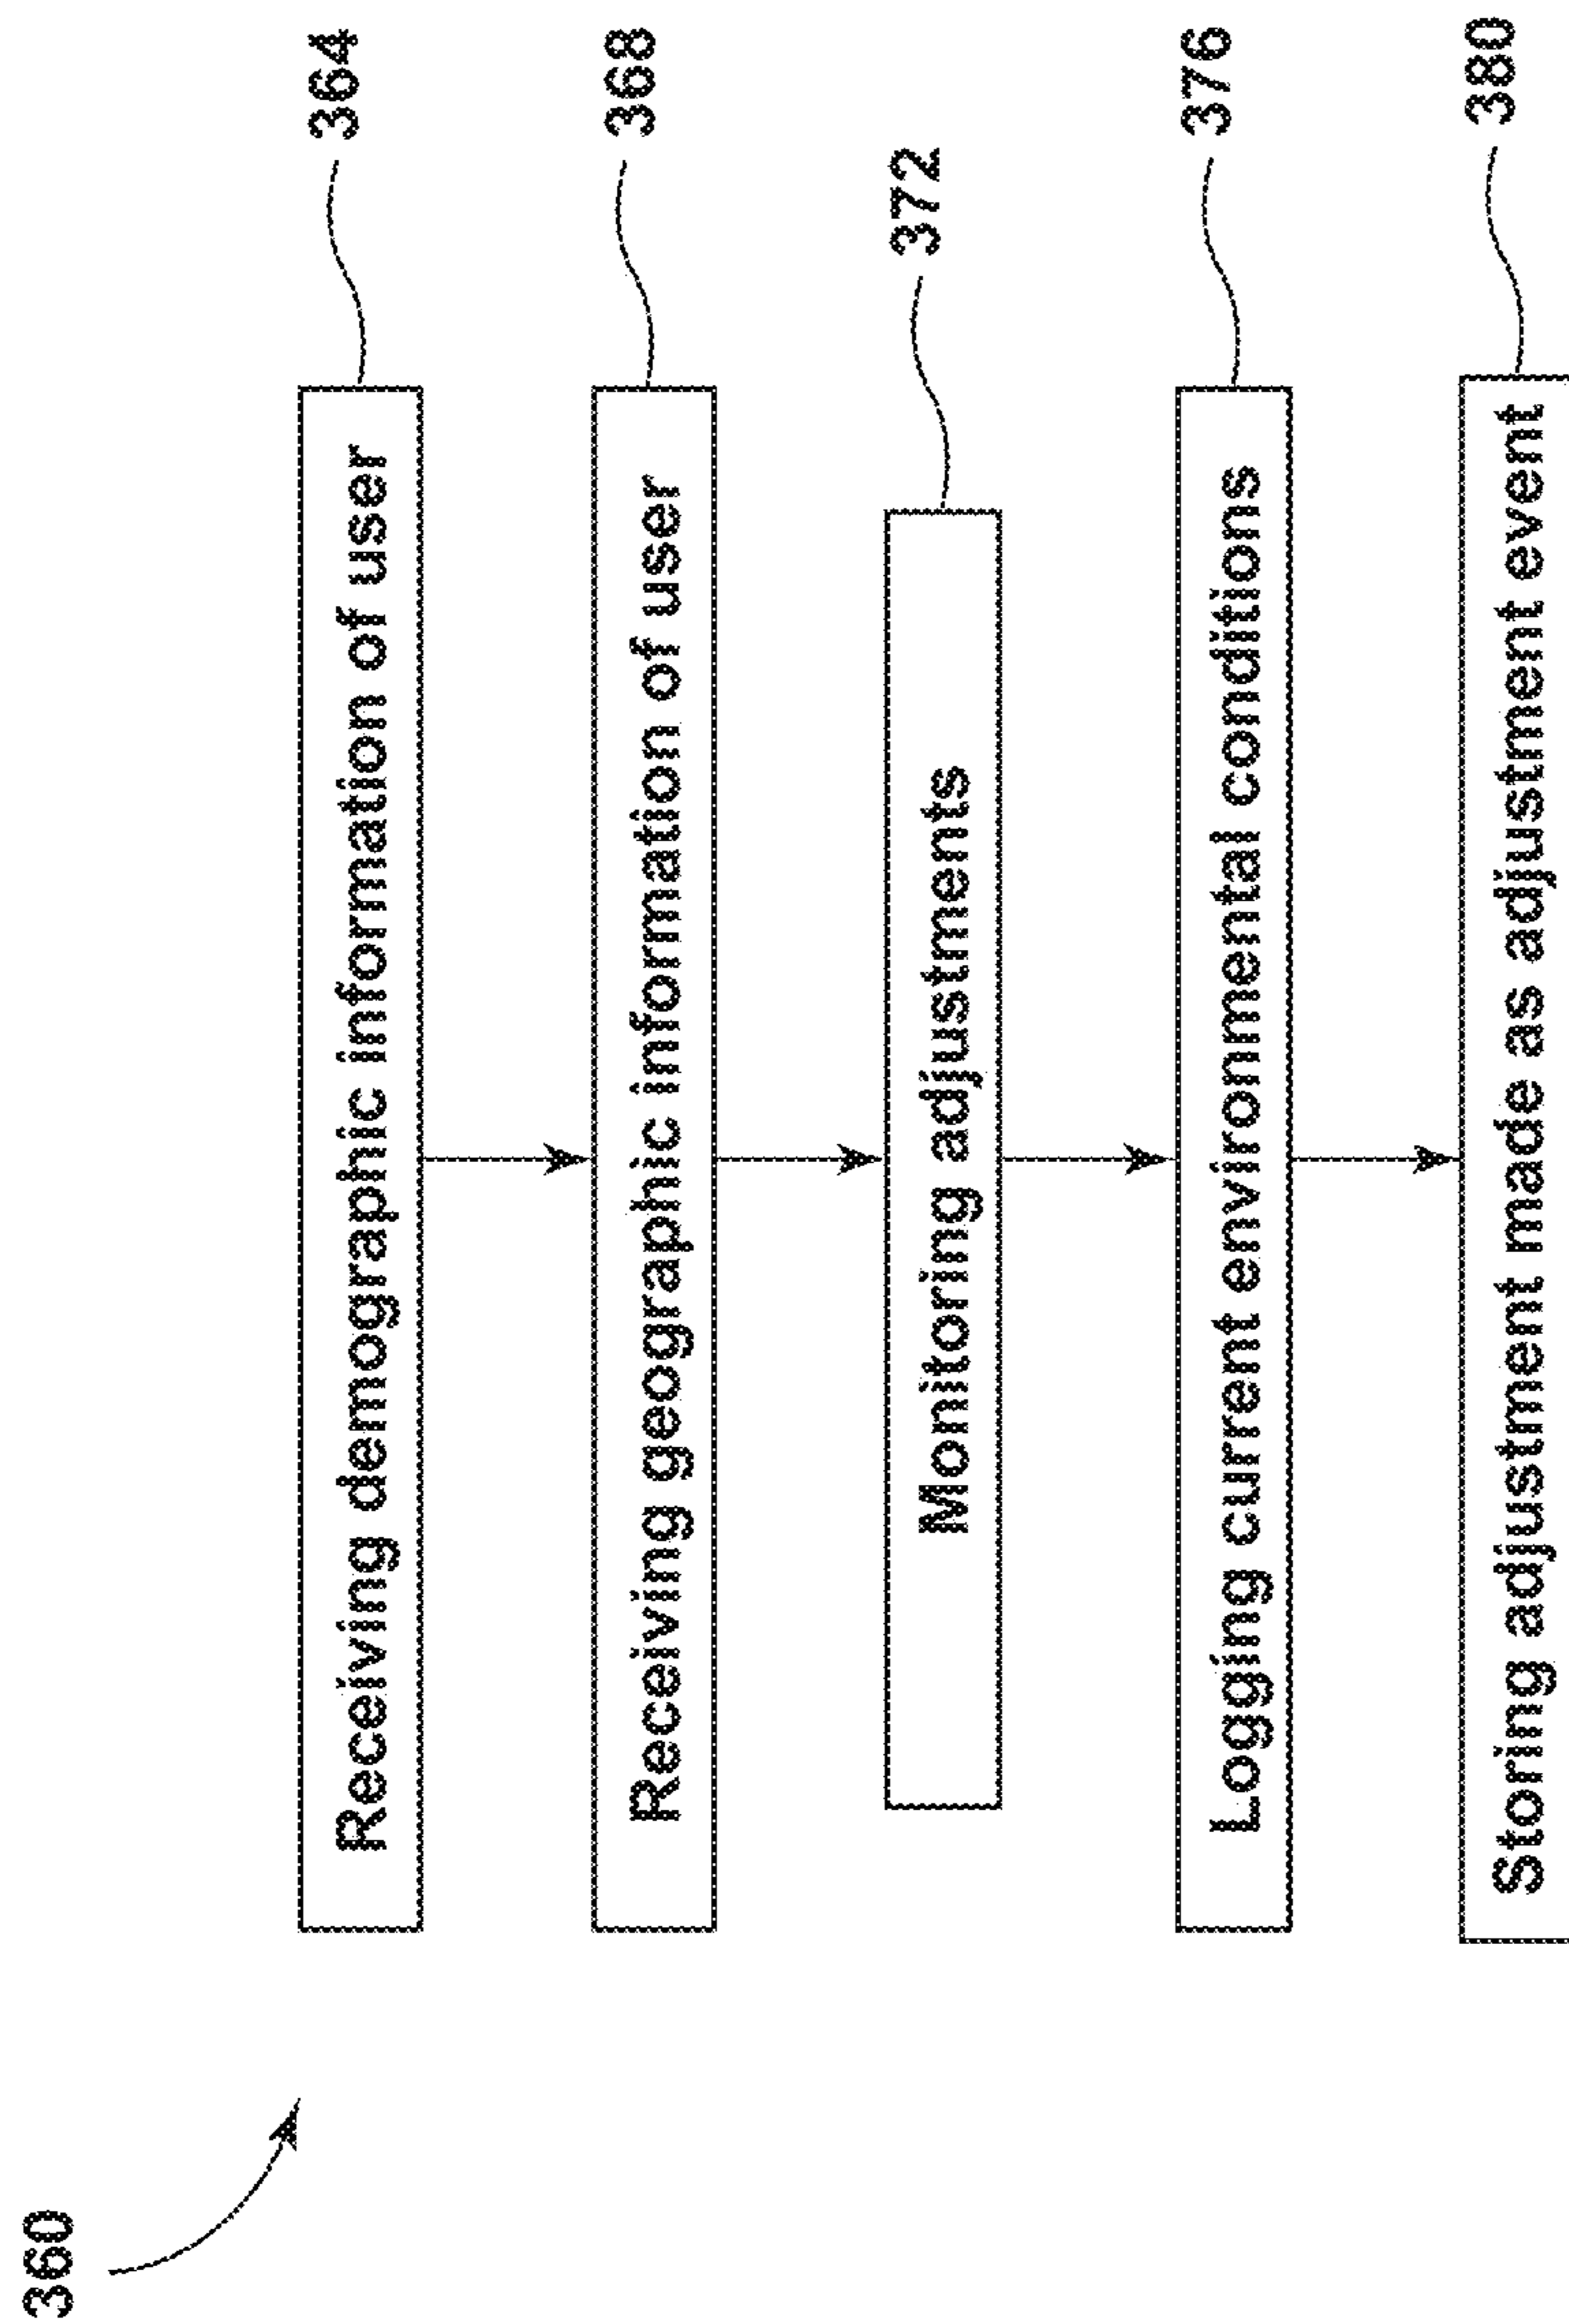 360
Receiving demographic information of user
364
Receiving geographic information of user
368
Monitoring adjustments
372
Logging current environmental conditions
376
Storing adjustment made as adjustment event
380